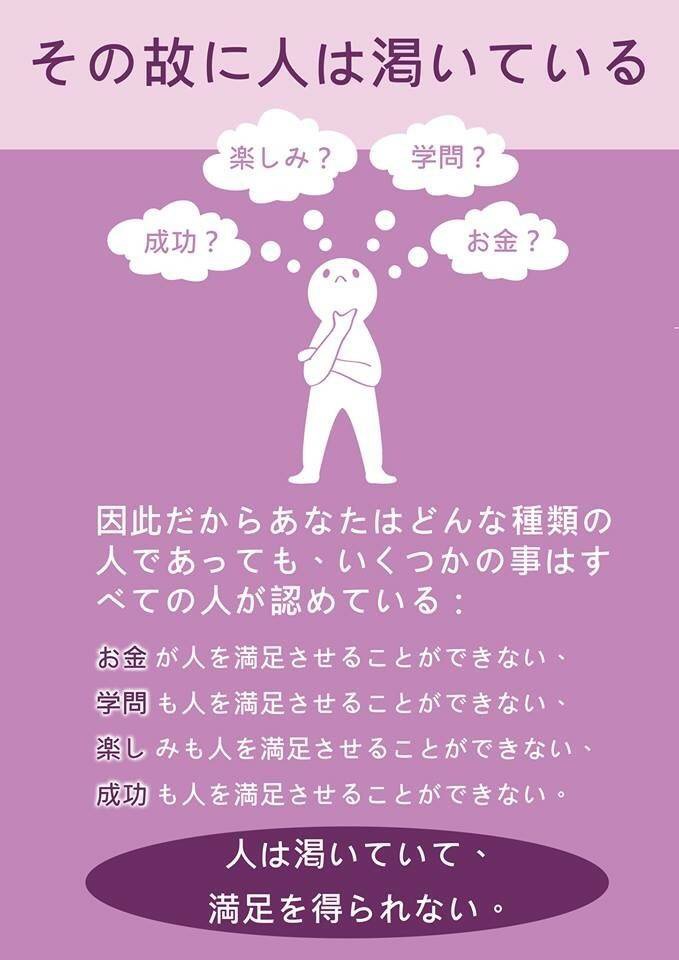 その故に人は渇いている
楽しみ？
学問？
成功？
お金？
因此だからあなたはどんな種類の
人であっても、いくつかの事はす
べての人が認めている：
お金が人を満足させることができない、
学問も人を満足させることができない、
楽しみも人を満足させることができない、
成功も人を満足させることができない。
人は渇いていて、
満足を得られない。